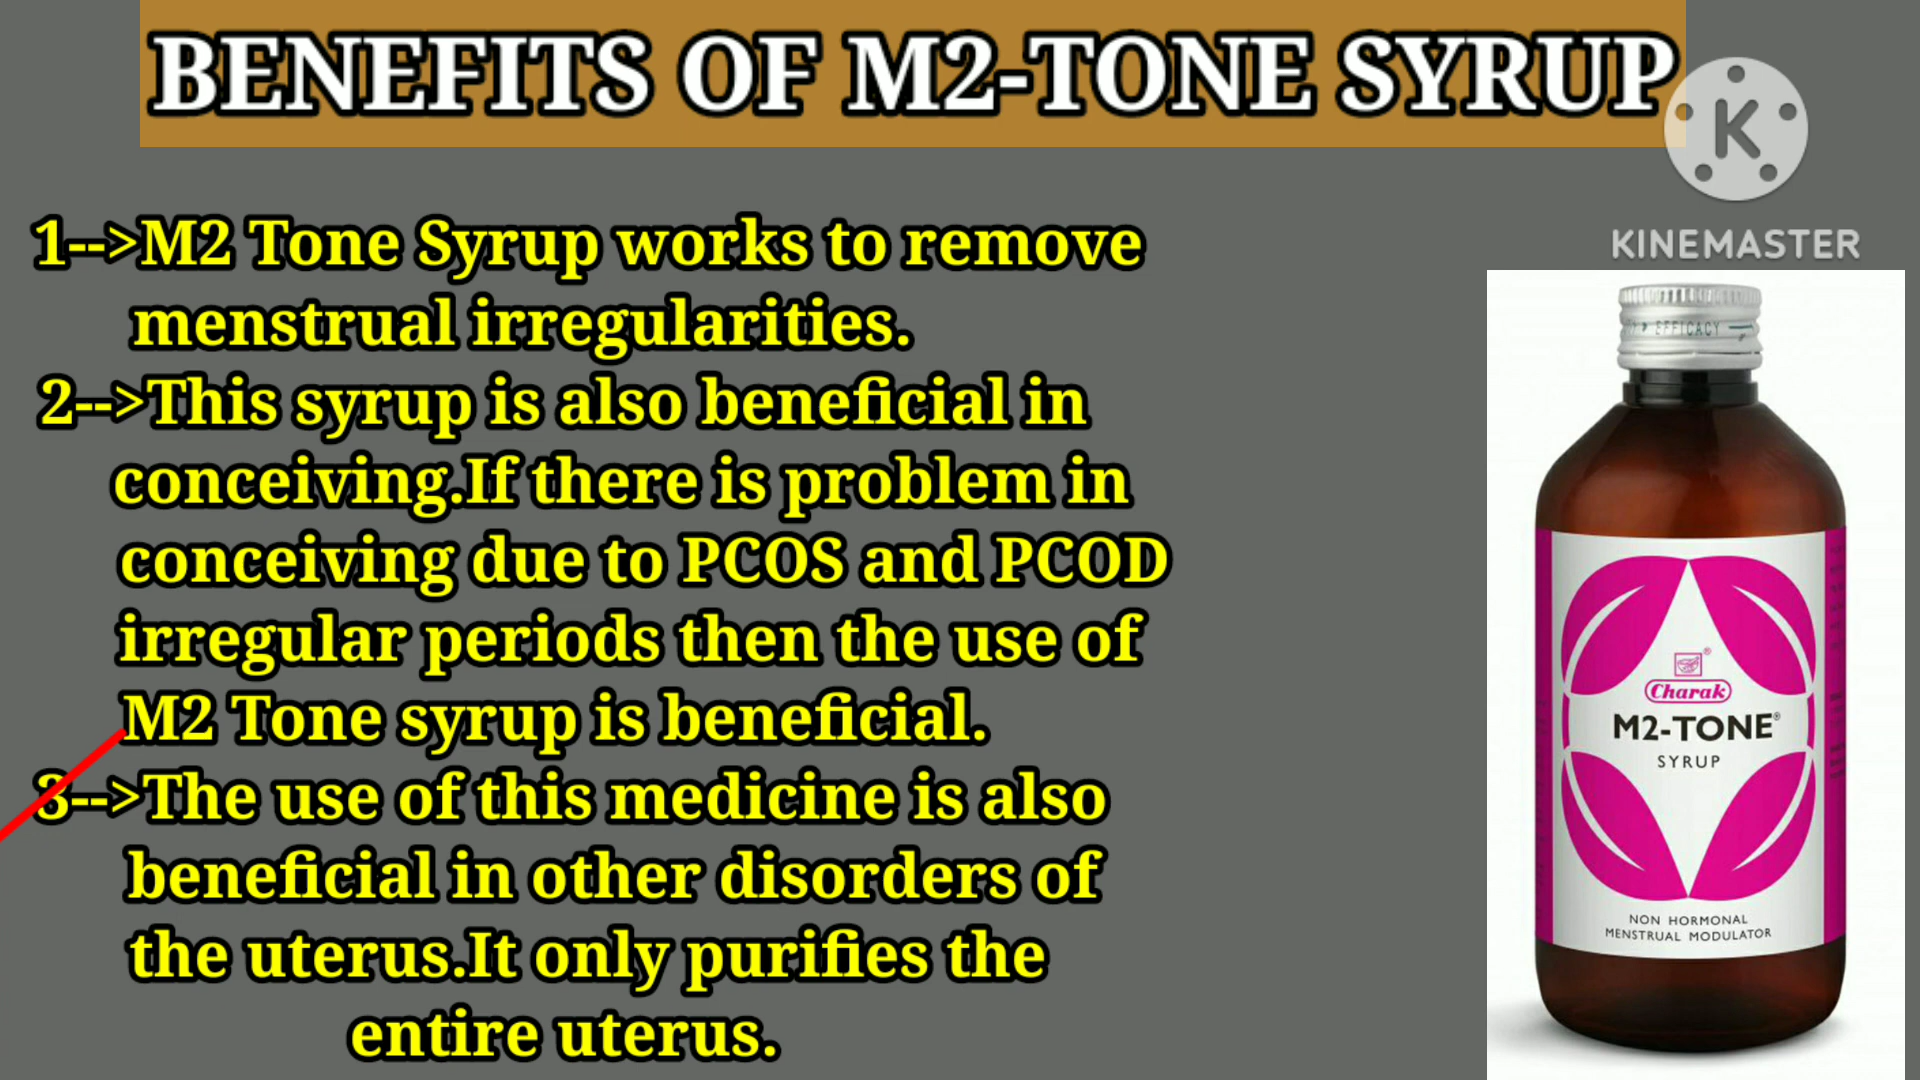 BENEFITS OF M2-TONE SYRUP
K
KINEMASTER
1-->M2 Tone Syrup works to remove
menstrual irregularities.
2-->This syrup is also beneficial in
conceiving.If there is problem in
conceiving due to PCOS and PCOD
irregular periods then the use of
M2 Tone syrup is beneficial.
3-->The use of this medicine is also
beneficial in other disorders of
the uterus.It only purifies the
entire uterus.
EFFICACY
Charak
M2-TONE®
SYRUP
NON HORMONAL
MENSTRUAL MODULATOR